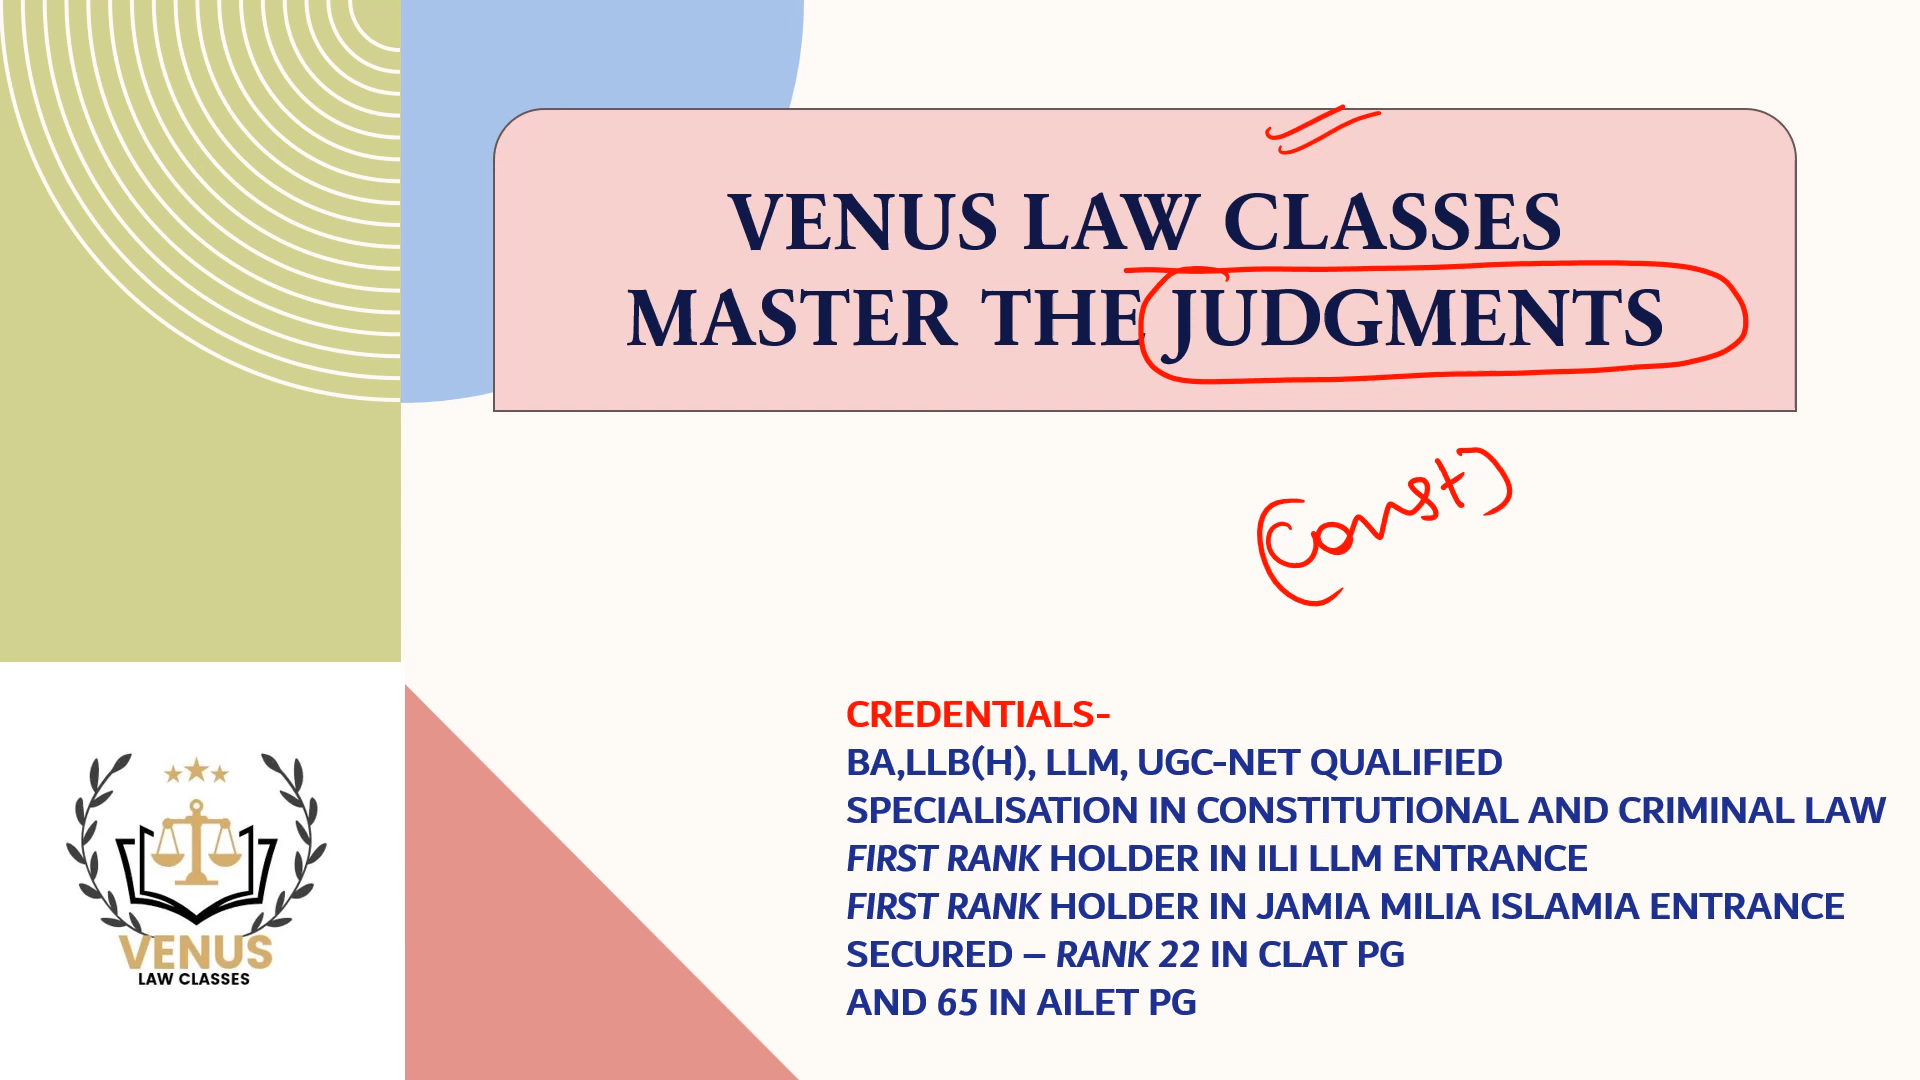 VENUS LAW CLASSES
MASTER THE JUDGMENTS
(Const)
CREDENTIALS-
BA,LLB(H), LLM, UGC-NET QUALIFIED
SPECIALISATION IN CONSTITUTIONAL AND CRIMINAL LAW
FIRST RANK HOLDER IN ILI LLM ENTRANCE
FIRST RANK HOLDER IN JAMIA MILIA ISLAMIA ENTRANCE
SECURED – RANK 22 IN CLAT PG
AND 65 IN AILET PG
VENUS
LAW CLASSES